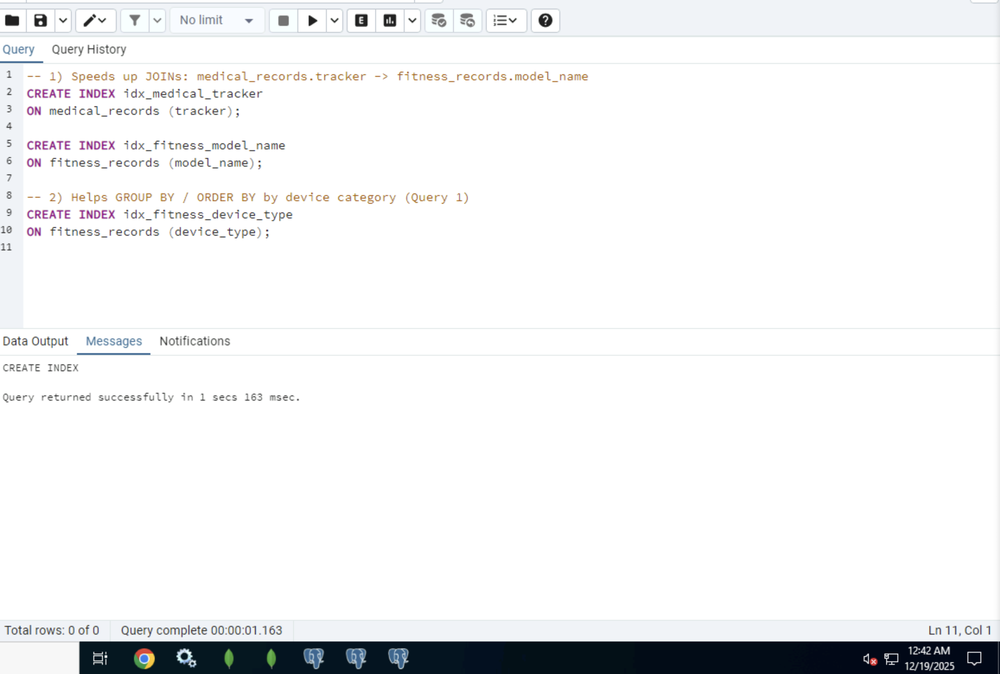 No limit
E
Query Query History
1 -- 1) Speeds up JOINs: medical_records.tracker -> fitness_records.model_name
2 CREATE INDEX idx_medical_tracker
3 ON medical_records (tracker);
4
5 CREATE INDEX idx_fitness_model_name
6 ON fitness_records (model_name);
7
8 -- 2) Helps GROUP BY / ORDER BY by device category (Query 1)
9 CREATE INDEX idx_fitness_device_type
10 ON fitness_records (device_type);
11
Data Output Messages Notifications
CREATE INDEX
Query returned successfully in 1 secs 163 msec.
Total rows: 0 of 0 Query complete 00:00:01.163 Ln 11, Col 1
12:42 AM
12/19/2025